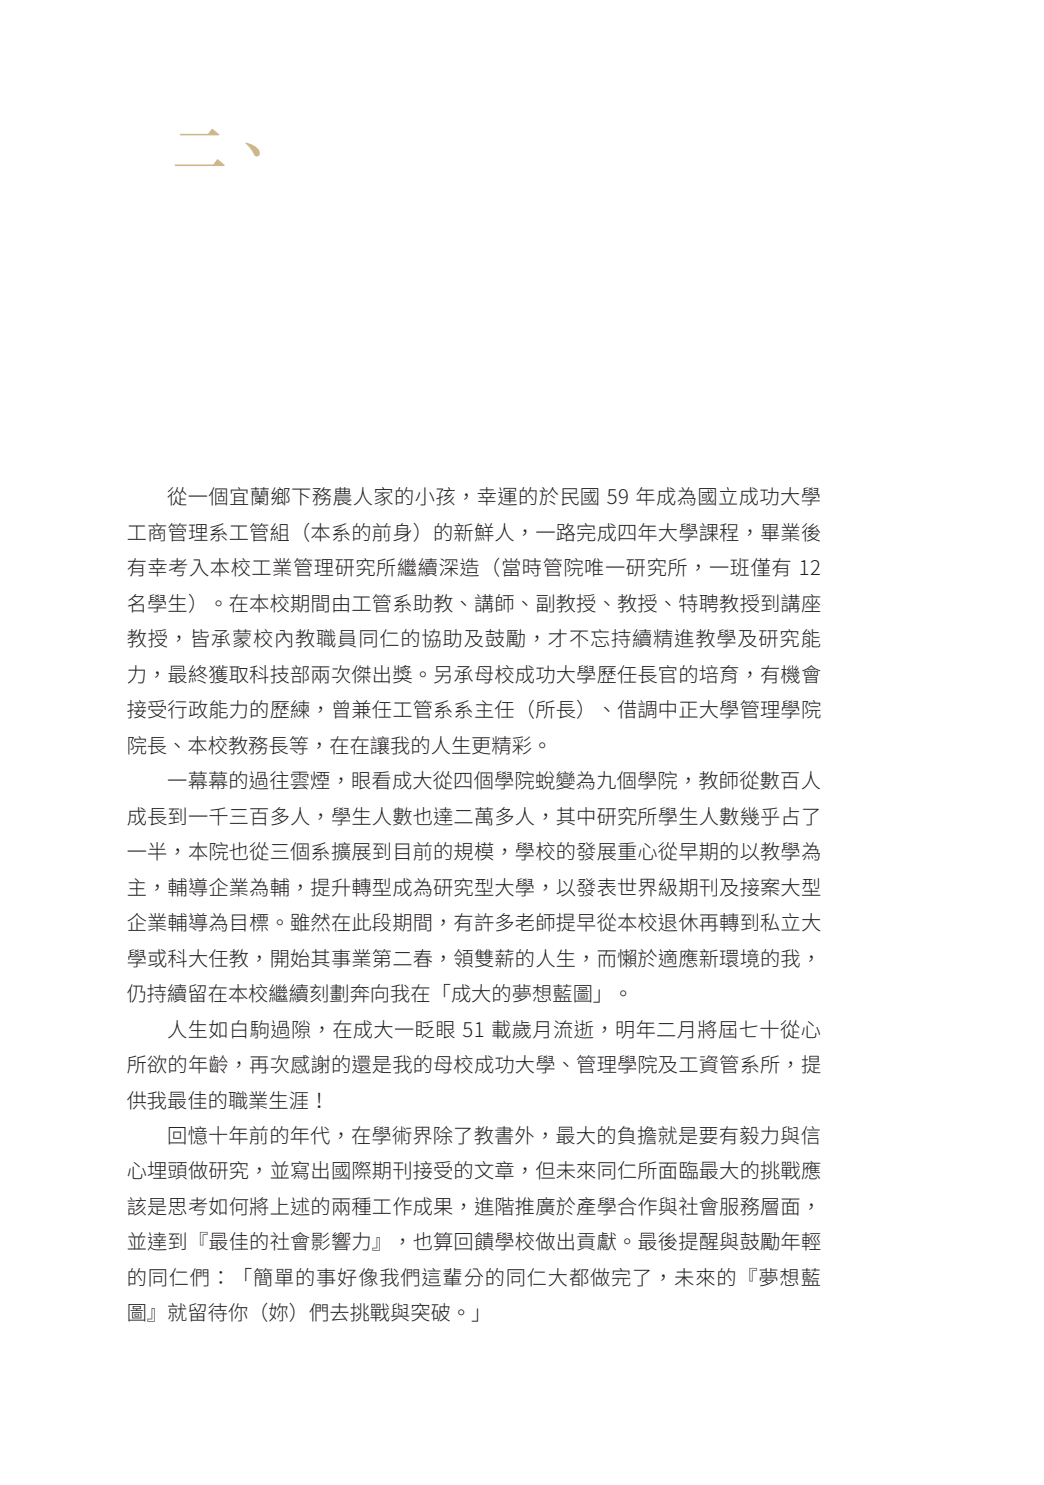 二、
從一個宜蘭鄉下務農人家的小孩，幸運的於民國 59 年成為國立成功大學
工商管理系工管組（本系的前身）的新鮮人，一路完成四年大學課程，畢業後
有幸考入本校工業管理研究所繼續深造（當時管院唯一研究所，一班僅有 12
名學生）。在本校期間由工管系助教、講師、副教授、教授、特聘教授到講座
教授，皆承蒙校內教職員同仁的協助及鼓勵，才不忘持續精進教學及研究能
力，最終獲取科技部兩次傑出獎。另承母校成功大學歷任長官的培育，有機會
接受行政能力的歷練，曾兼任工管系系主任（所長）、借調中正大學管理學院
院長、本校教務長等，在在讓我的人生更精彩。
一幕幕的過往雲煙，眼看成大從四個學院蛻變為九個學院，教師從數百人
成長到一千三百多人，學生人數也達二萬多人，其中研究所學生人數幾乎占了
一半，本院也從三個系擴展到目前的規模，學校的發展重心從早期的以教學為
主，輔導企業為輔，提升轉型成為研究型大學，以發表世界級期刊及接案大型
企業輔導為目標。雖然在此段期間，有許多老師提早從本校退休再轉到私立大
學或科大任教，開始其事業第二春，領雙薪的人生，而懶於適應新環境的我，
仍持續留在本校繼續刻劃奔向我在「成大的夢想藍圖」。
人生如白駒過隙，在成大一眨眼 51 載歲月流逝，明年二月將屆七十從心
所欲的年齡，再次感謝的還是我的母校成功大學、管理學院及工資管系所，提
供我最佳的職業生涯！
回憶十年前的年代，在學術界除了教書外，最大的負擔就是要有毅力與信
心埋頭做研究，並寫出國際期刊接受的文章，但未來同仁所面臨最大的挑戰應
該是思考如何將上述的兩種工作成果，進階推廣於產學合作與社會服務層面，
並達到『最佳的社會影響力』，也算回饋學校做出貢獻。最後提醒與鼓勵年輕
的同仁們：「簡單的事好像我們這輩分的同仁大都做完了，未來的『夢想藍
圖』就留待你（妳）們去挑戰與突破。」